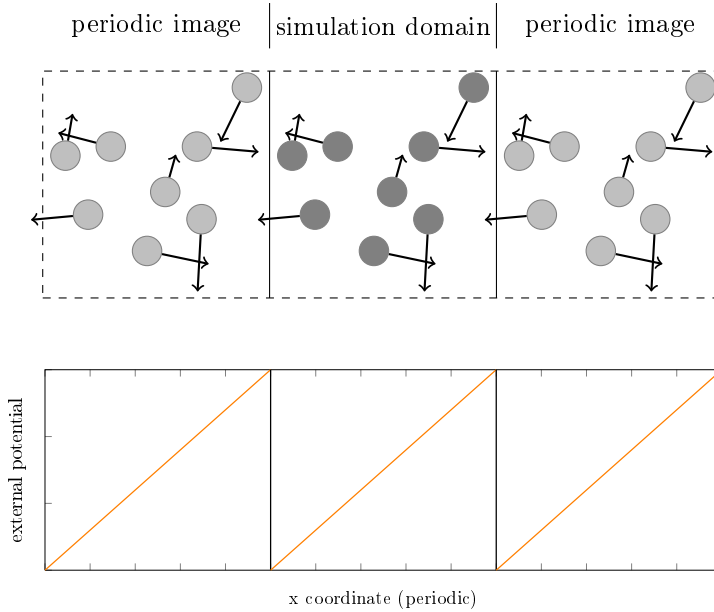 periodic image
simulation domain
periodic image
external potential
x coordinate (periodic)